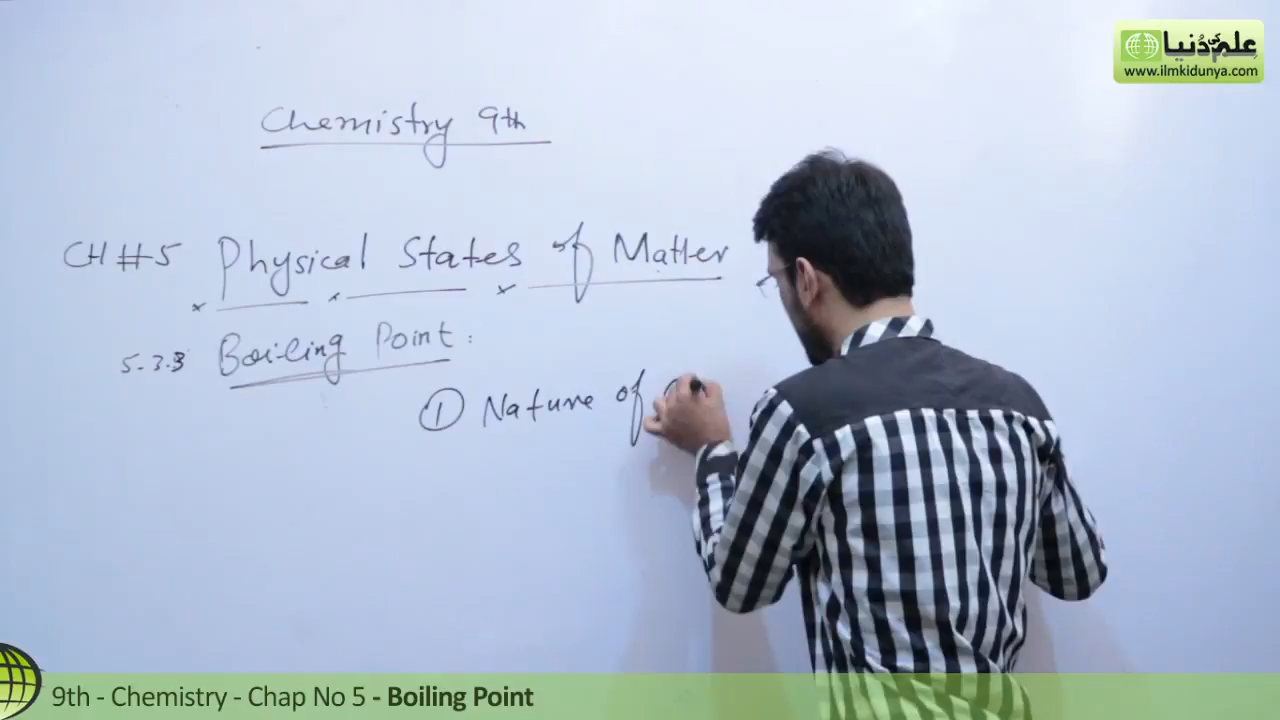 علم کی دنیا
www.ilmkidunya.com
Chemistry 9th
CH # 5 Physical States of Matter
5-3.3 Boiling Point:
① Nature of
9th - Chemistry - Chap No 5 - Boiling Point